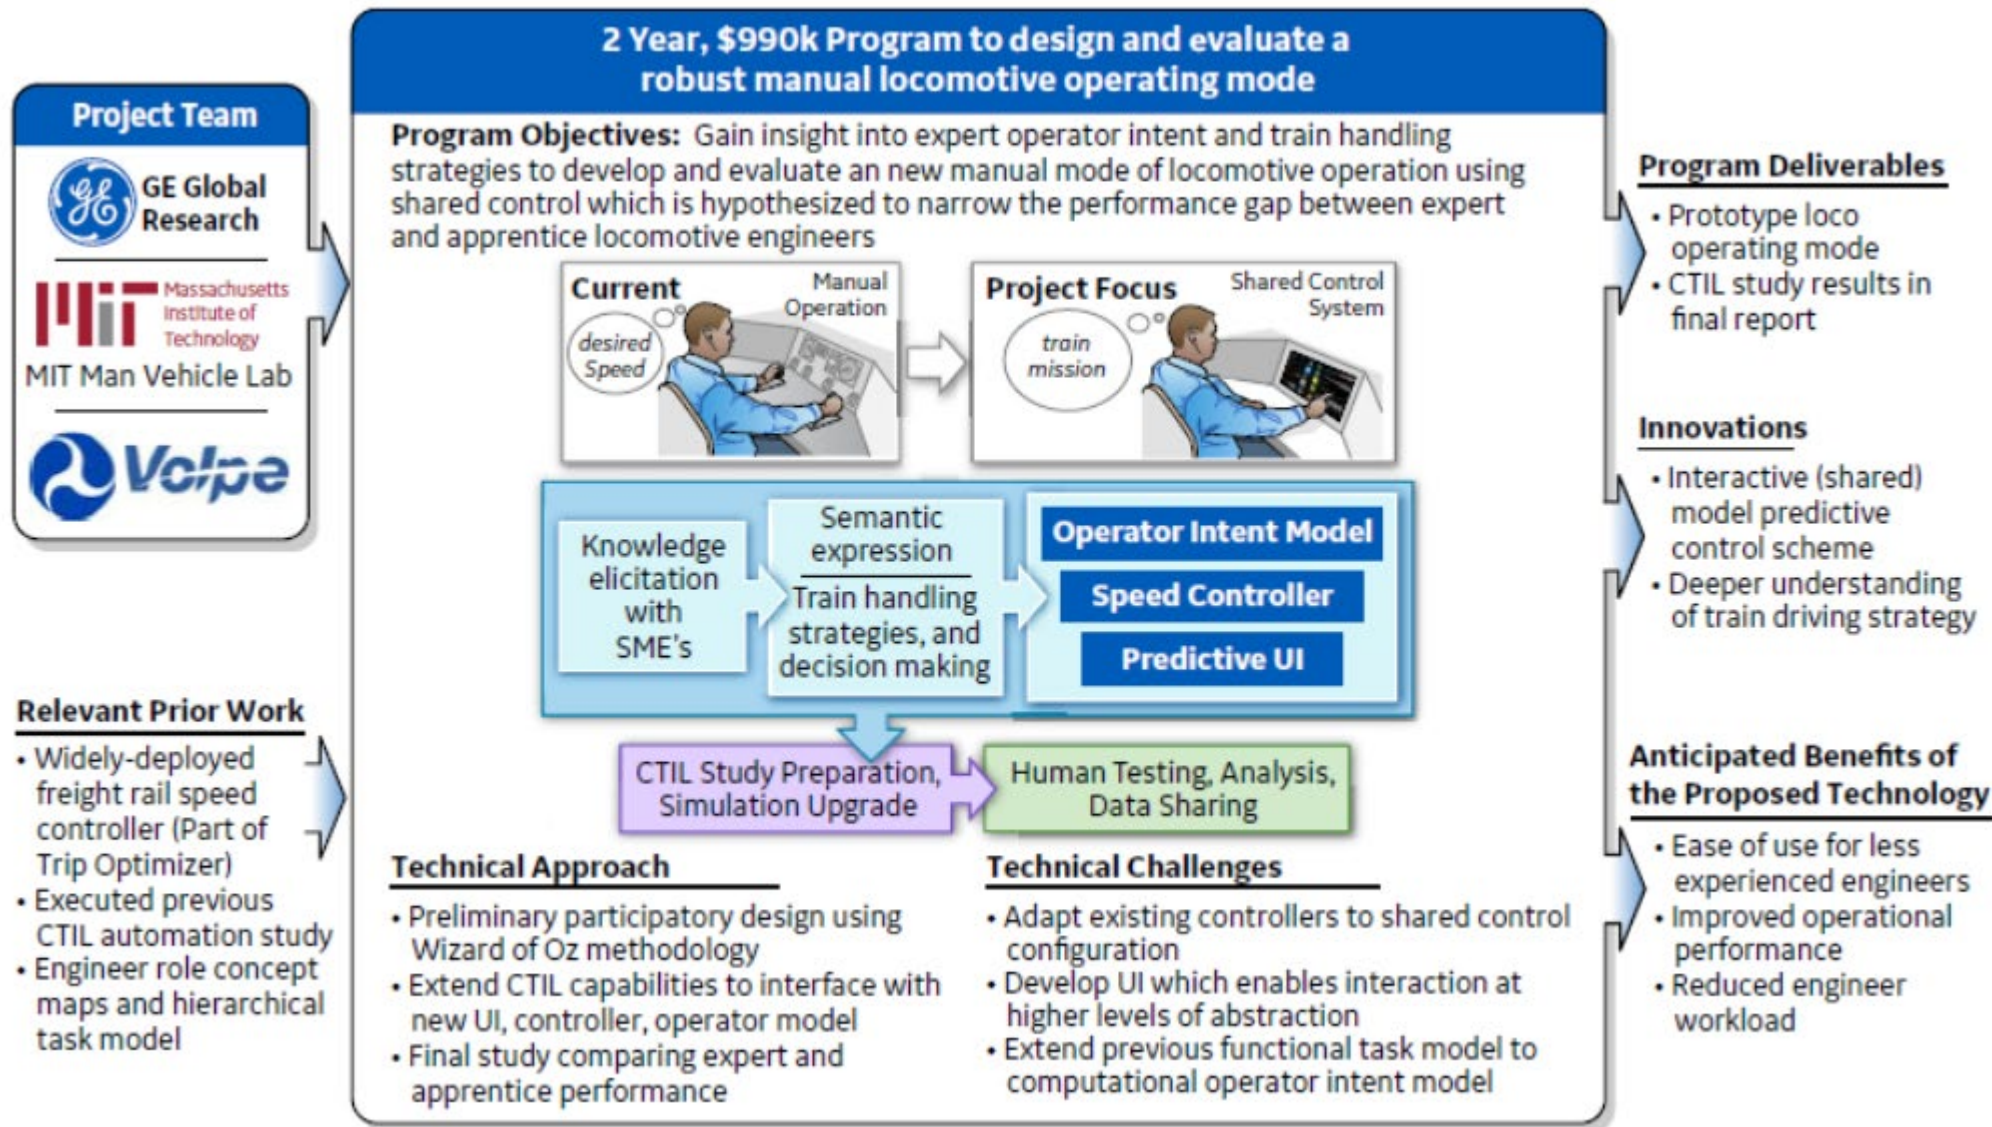 2 Year, $990k Program to design and evaluate a
robust manual locomotive operating mode
Project Team
GE
GE Global
Research
MIT
Massachusetts
Institute of
Technology
MIT Man Vehicle Lab
Volpe
Relevant Prior Work
• Widely-deployed
freight rail speed
controller (Part of
Trip Optimizer)
• Executed previous
CTIL automation study
• Engineer role concept
maps and hierarchical
task model
Program Objectives: Gain insight into expert operator intent and train handling
strategies to develop and evaluate an new manual mode of locomotive operation using
shared control which is hypothesized to narrow the performance gap between expert
and apprentice locomotive engineers
Current
Manual
Operation
desired
Speed
Project Focus
Shared Control
System
train
mission
Knowledge
elicitation
with
SME's
Semantic
expression
Train handling
strategies, and
decision making
Operator Intent Model
Speed Controller
Predictive UI
CTIL Study Preparation,
Simulation Upgrade
Human Testing, Analysis,
Data Sharing
Technical Approach
• Preliminary participatory design using
Wizard of Oz methodology
• Extend CTIL capabilities to interface with
new UI, controller, operator model
• Final study comparing expert and
apprentice performance
Technical Challenges
• Adapt existing controllers to shared control
configuration
• Develop UI which enables interaction at
higher levels of abstraction
• Extend previous functional task model to
computational operator intent model
Program Deliverables
• Prototype loco
operating mode
• CTIL study results in
final report
Innovations
• Interactive (shared)
model predictive
control scheme
• Deeper understanding
of train driving strategy
Anticipated Benefits of
the Proposed Technology
• Ease of use for less
experienced engineers
• Improved operational
performance
• Reduced engineer
workload